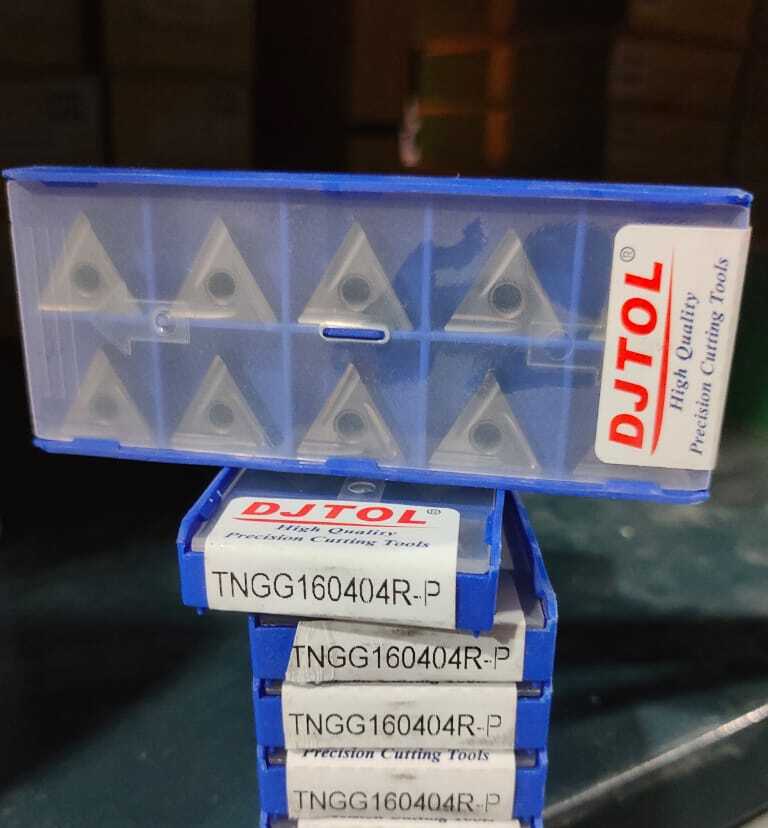 DJTOL®
High Quality
Precision Cutting Tools
DJTOL®
High Quality
Precision Cutting Tools
TNGG160404R-P
TNGG160404R-P
TNGG160404R-P
Precision Cutting Tools
TNGG160404R-P